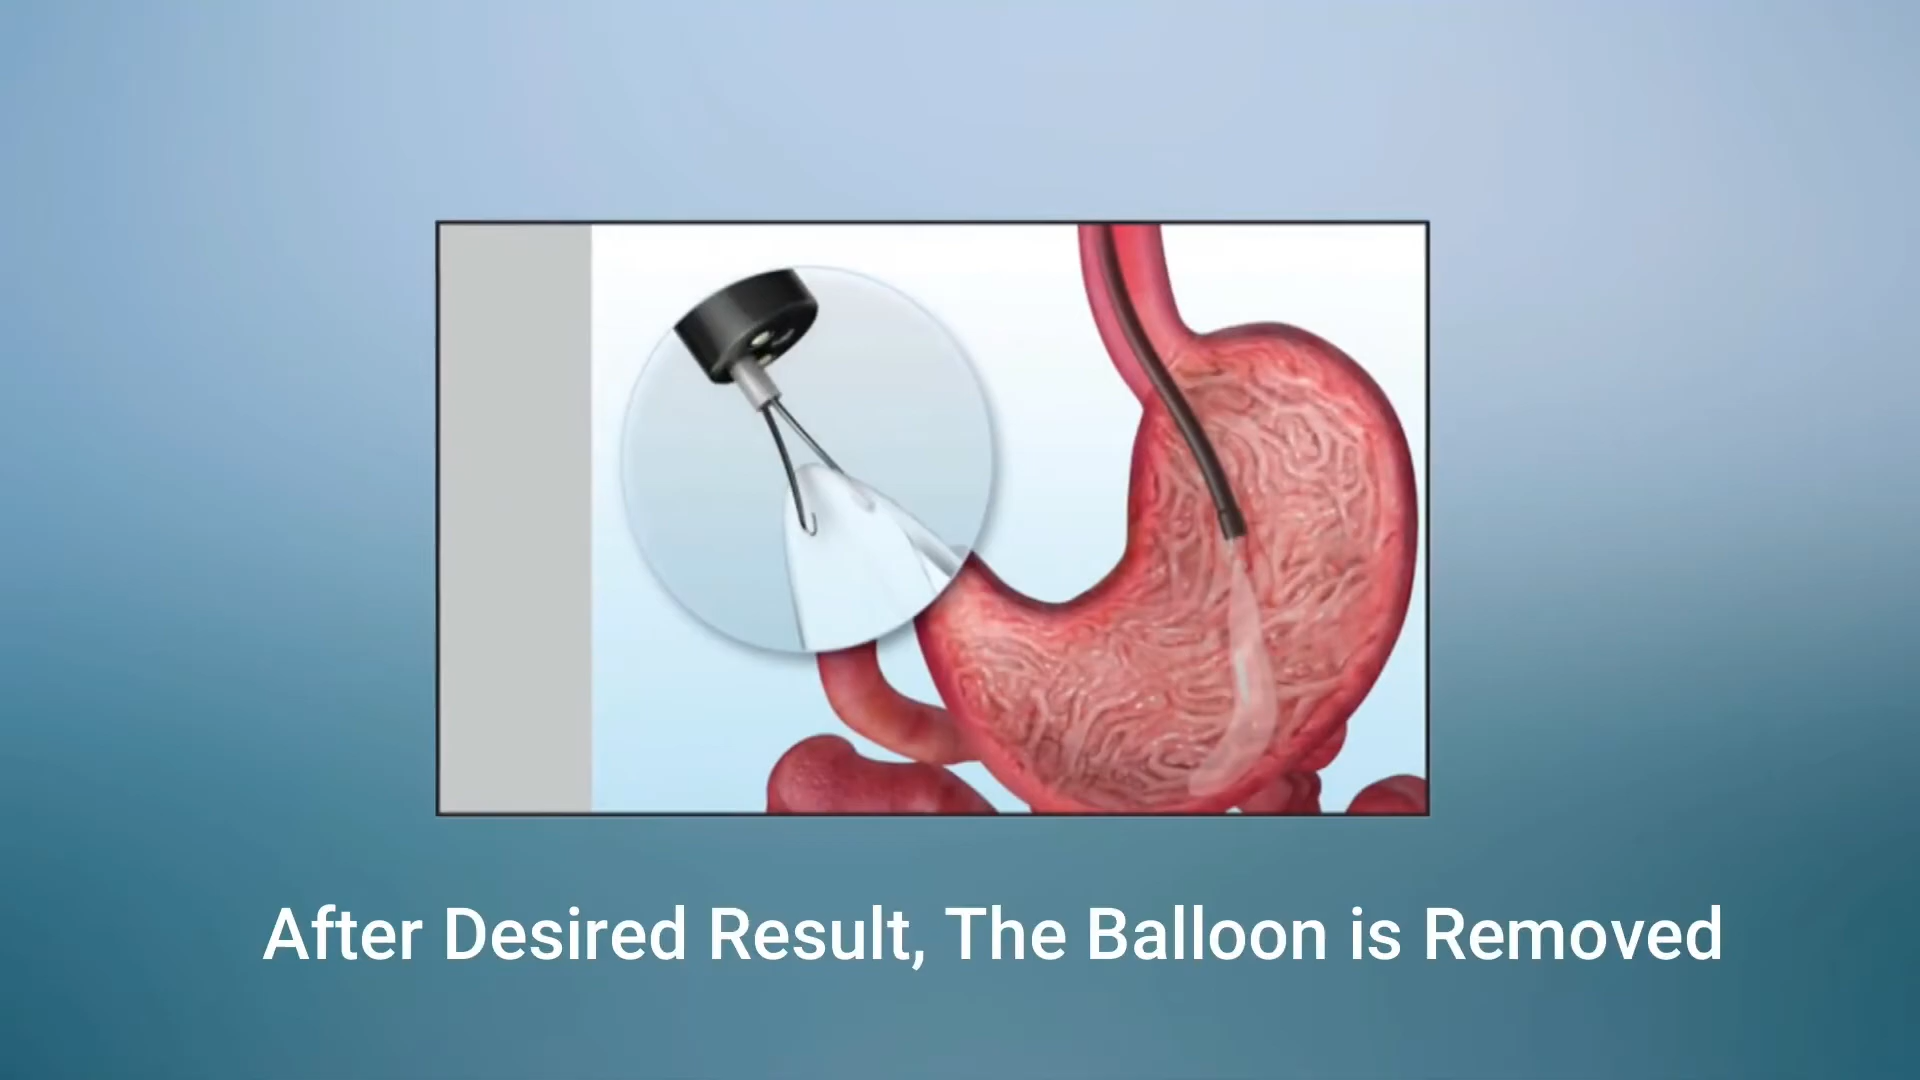 After Desired Result, The Balloon is Removed